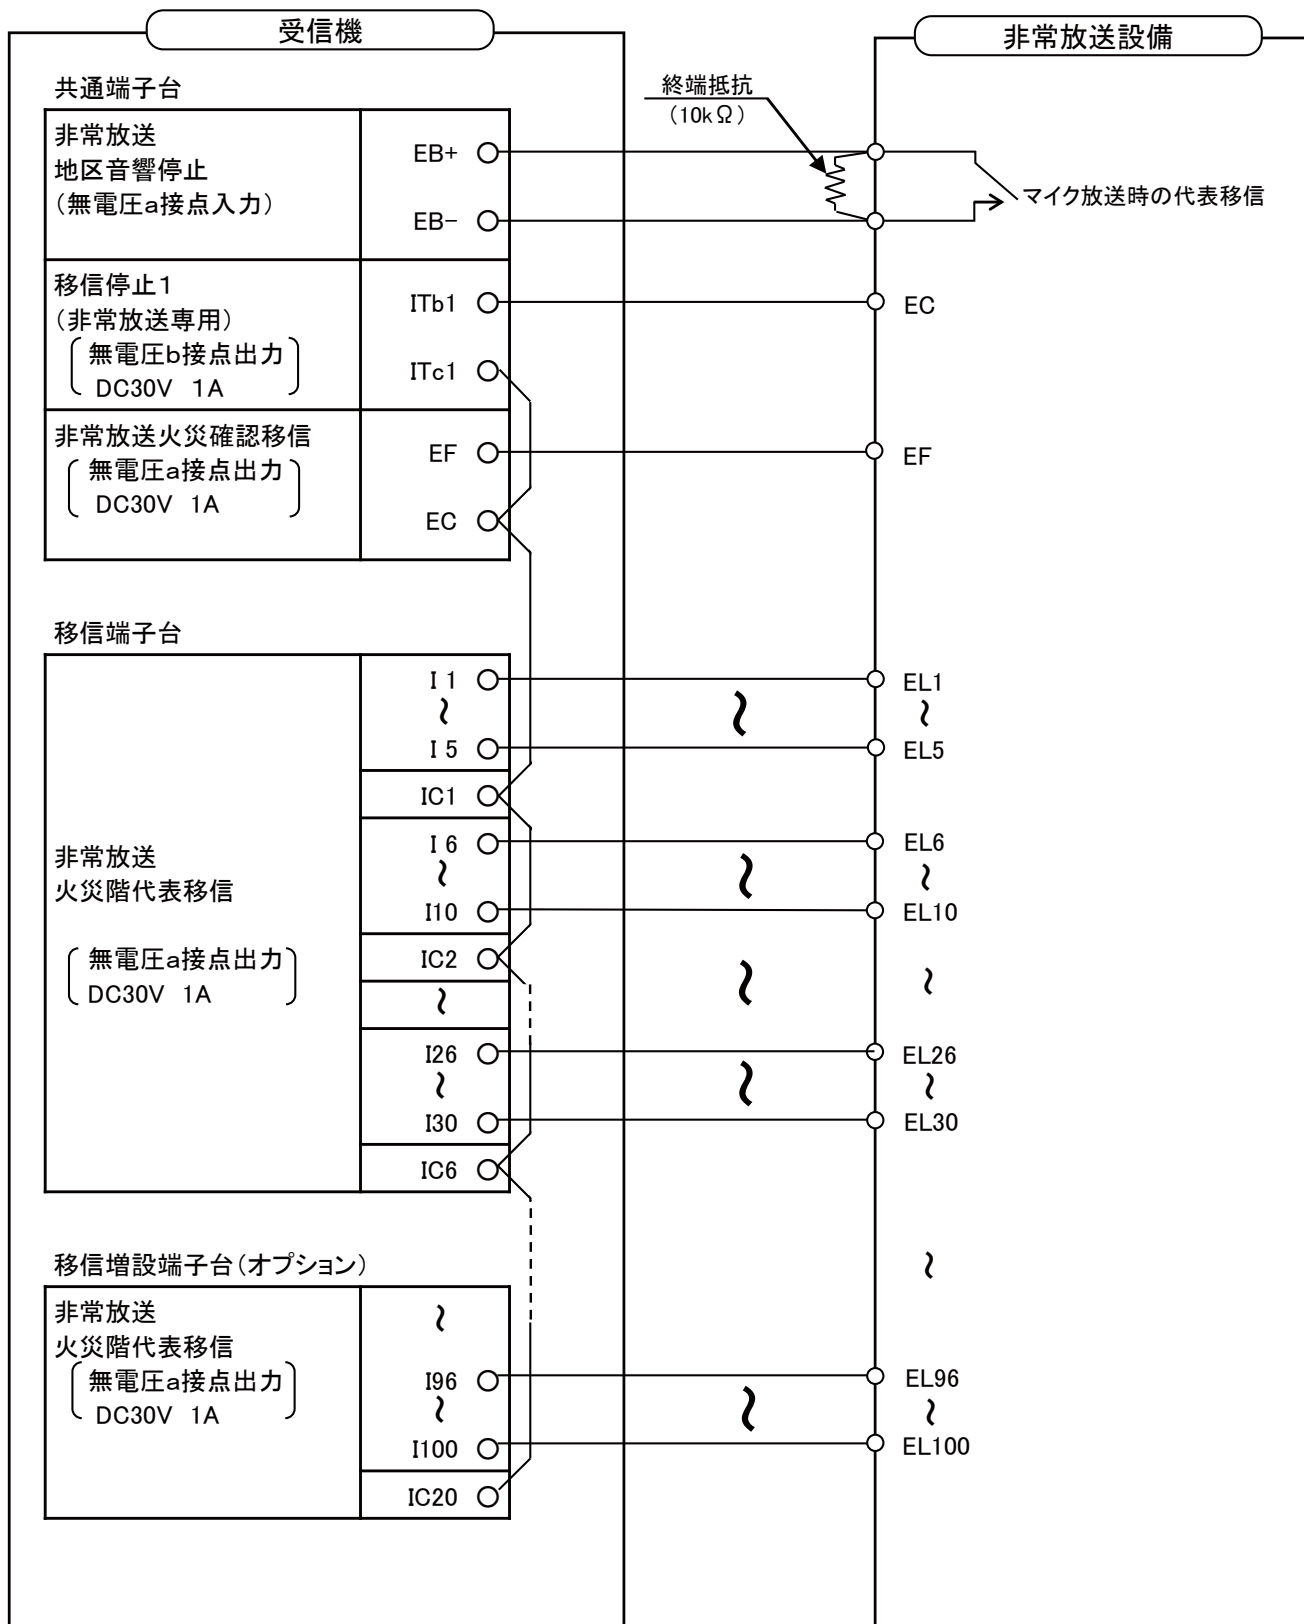 受信機
非常放送設備
共通端子台
終端抵抗
(10kΩ)
非常放送
地区音響停止
(無電圧a接点入力)
EB+
EB−
マイク放送時の代表移信
移信停止1
(非常放送専用)
無電圧b接点出力
DC30V 1A
ITb1
ITc1
EC
非常放送火災確認移信
無電圧a接点出力
DC30V 1A
EF
EC
EF
移信端子台
非常放送
火災階代表移信
無電圧a接点出力
DC30V 1A
I 1
~
I 5
IC1
I 6
~
I10
IC2
~
I26
~
I30
IC6
~
~
~
~
EL1
~
EL5
EL6
~
EL10
~
EL26
~
EL30
~
移信増設端子台(オプション)
非常放送
火災階代表移信
無電圧a接点出力
DC30V 1A
~
I96
~
I100
IC20
~
EL96
~
EL100